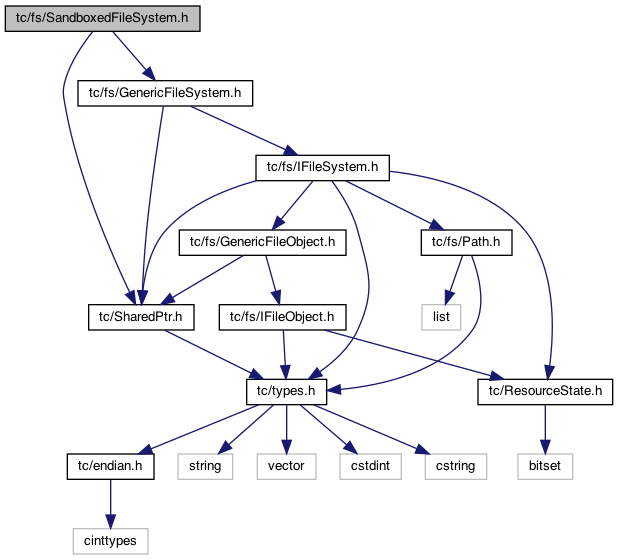 tc/fs/SandboxedFileSystem.h
tc/fs/GenericFileSystem.h
tc/fs/IFileSystem.h
tc/fs/GenericFileObject.h
tc/fs/Path.h
tc/SharedPtr.h
tc/fs/IFileObject.h
list
tc/types.h
tc/ResourceState.h
tc/endian.h
string
vector
cstdint
cstring
bitset
cinttypes